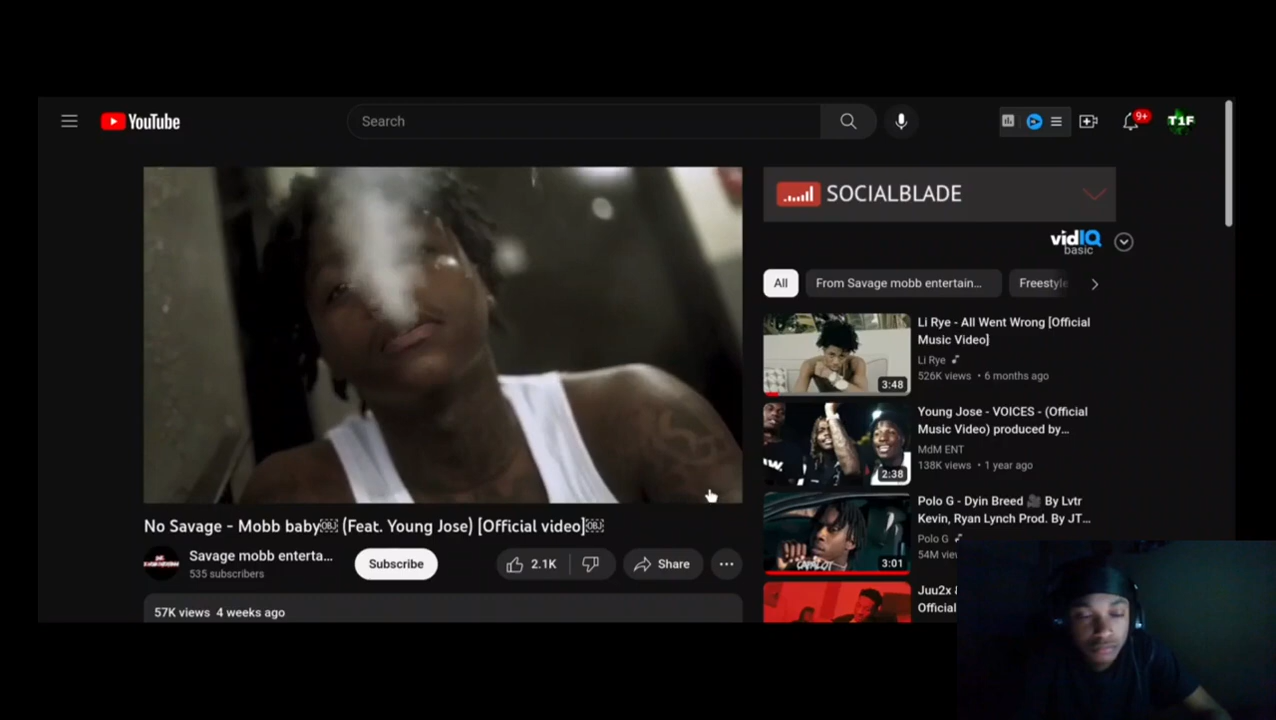 YouTube
Search
9+
T1F
SOCIALBLADE
vidIQ
basic
All
From Savage mobb entertain...
Freestyle
Li Rye - All Went Wrong [Official
Music Video]
Li Rye
526K views • 6 months ago
3:48
Young Jose - VOICES - (Official
Music Video) produced by...
MdM ENT
138K views • 1 year ago
2:38
Polo G - Dyin Breed 🎥 By Lvtr
Kevin, Ryan Lynch Prod. By JT...
Polo G
54M
3:01
Juu2x
Official
No Savage - Mobb baby￼ (Feat. Young Jose) [Official video]￼
Savage mobb enterta...
535 subscribers
Subscribe
2.1K
Share
57K views 4 weeks ago